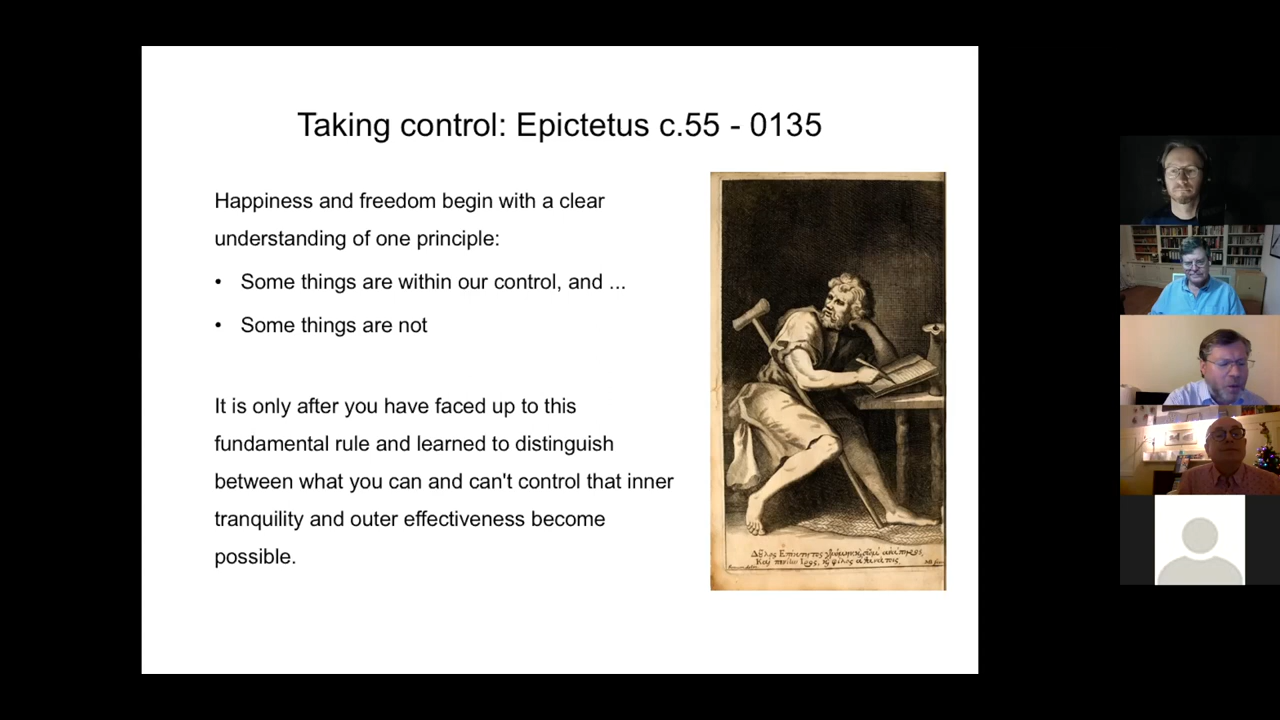 Taking control: Epictetus c.55 - 0135
Happiness and freedom begin with a clear
understanding of one principle:
• Some things are within our control, and ...
• Some things are not
It is only after you have faced up to this
fundamental rule and learned to distinguish
between what you can and can't control that inner
tranquility and outer effectiveness become
possible.